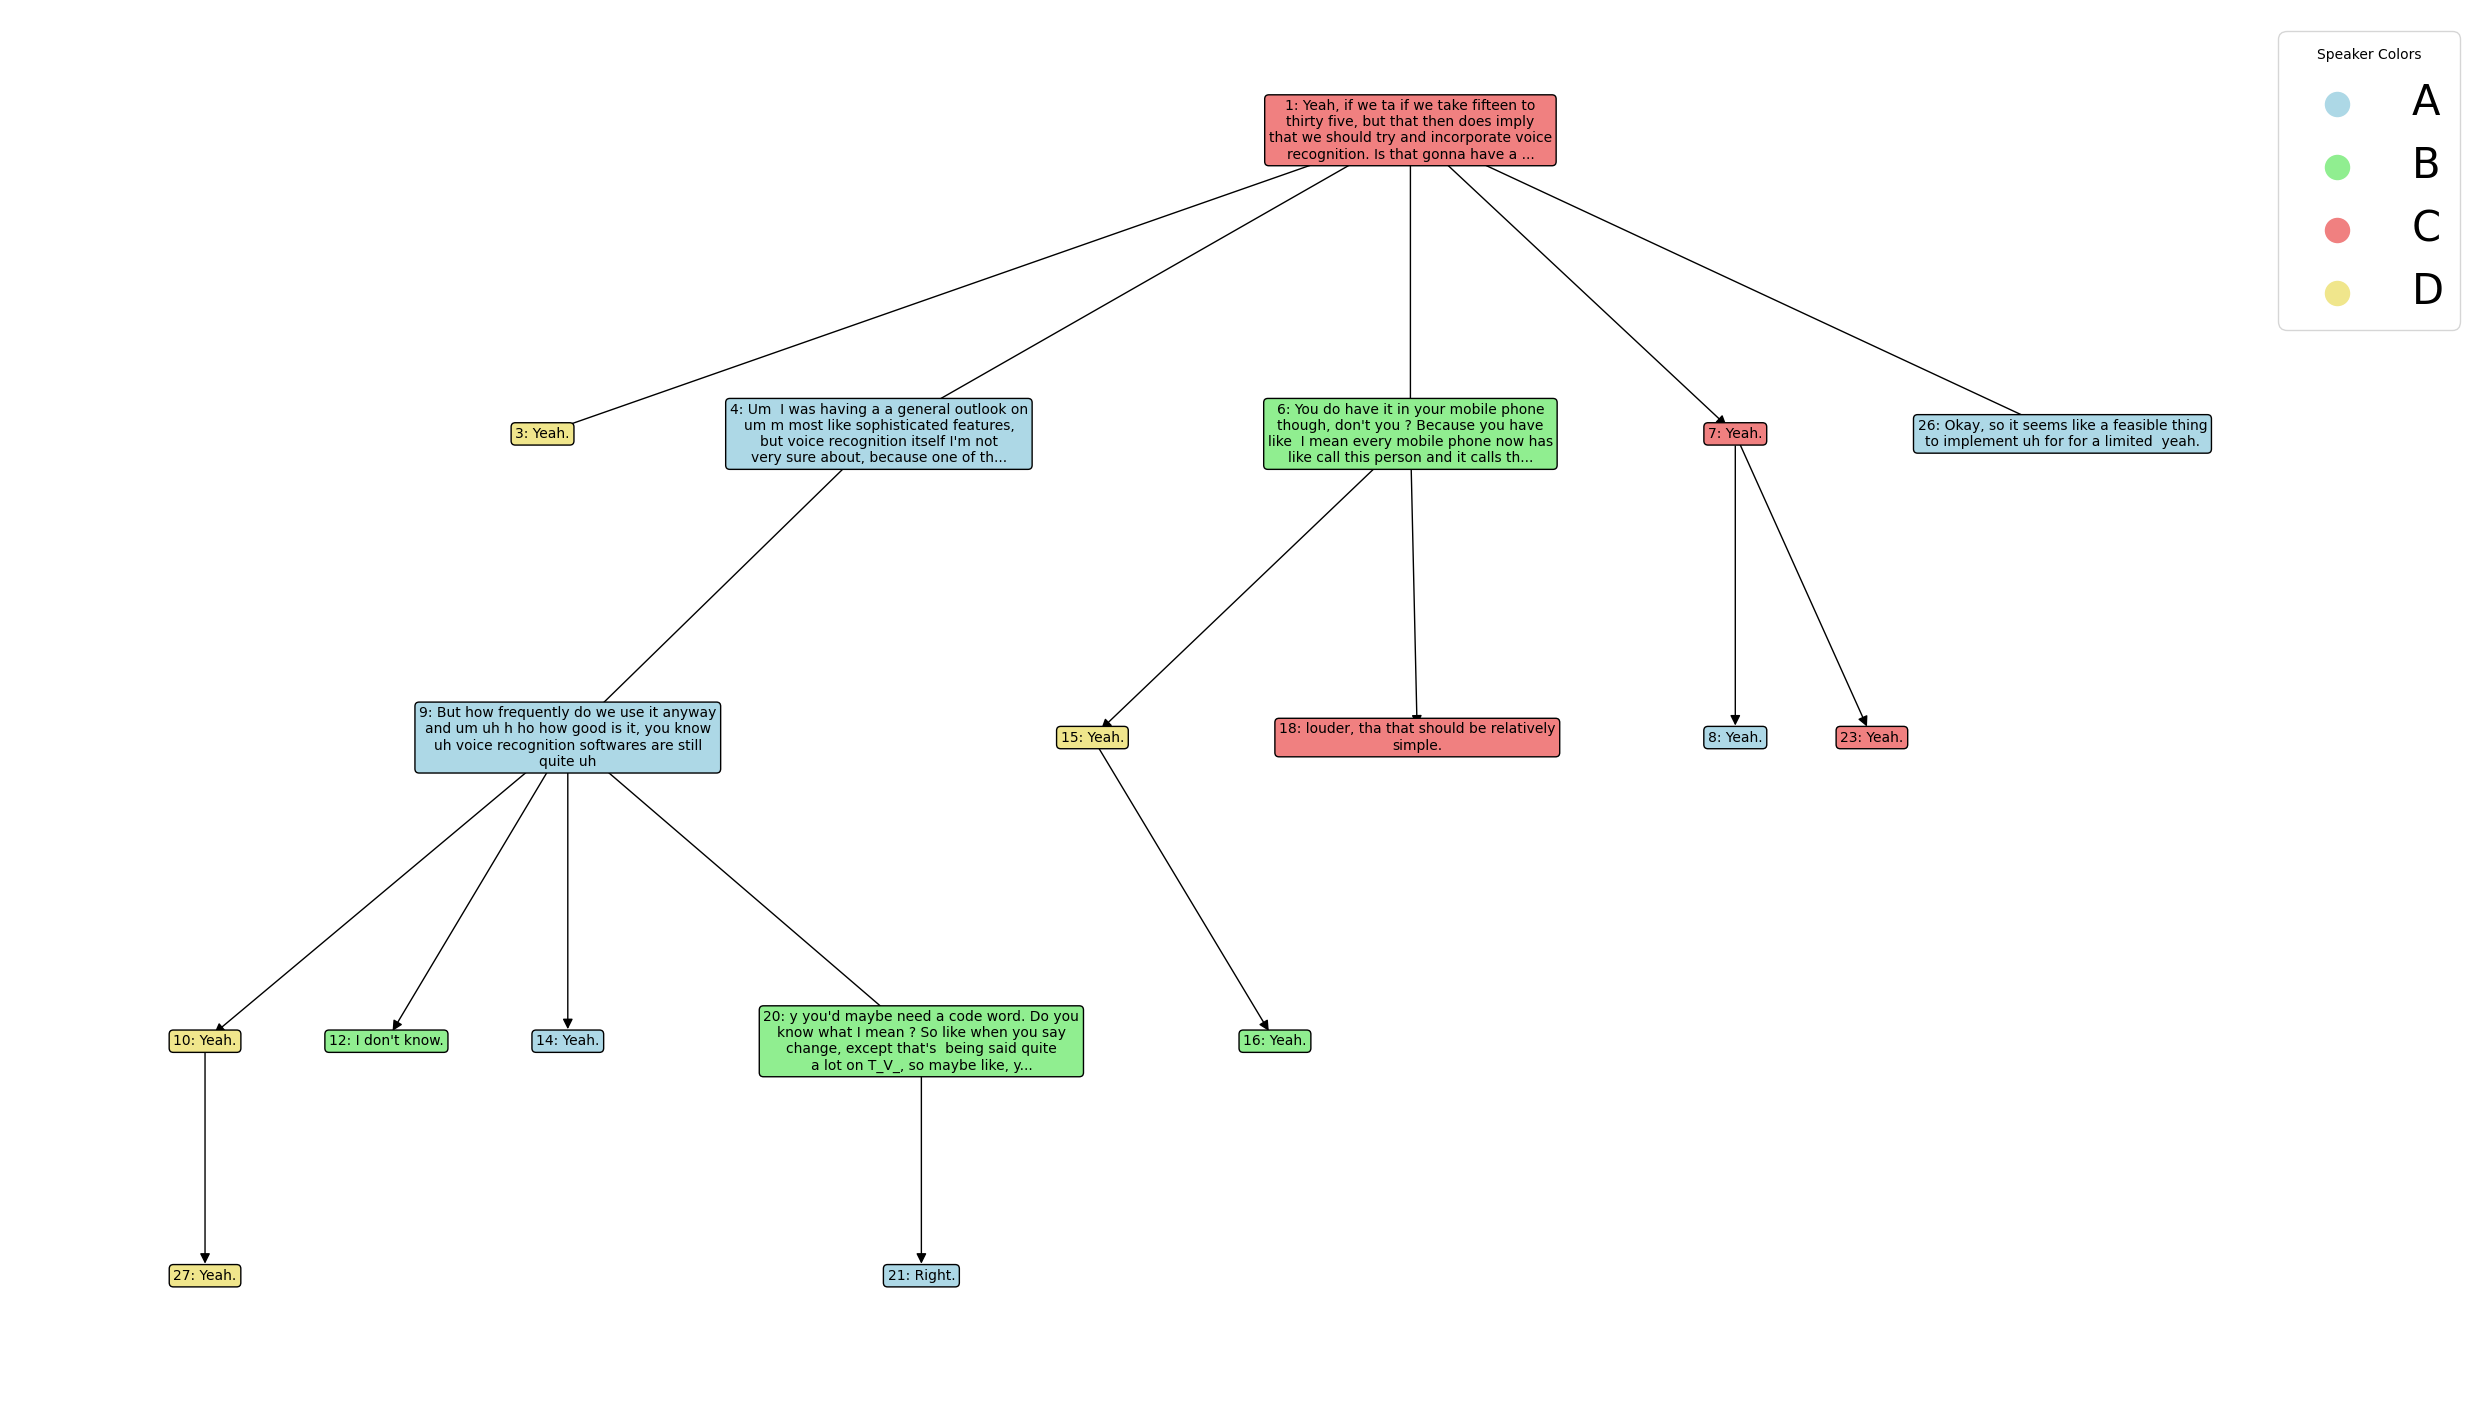 Speaker Colors
A
B
C
D
1: Yeah, if we ta if we take fifteen to
thirty five, but that then does imply
that we should try and incorporate voice
recognition. Is that gonna have a ...
3: Yeah.
4: Um  I was having a a general outlook on
um m most like sophisticated features,
but voice recognition itself I'm not
very sure about, because one of th...
6: You do have it in your mobile phone
though, don't you ? Because you have
like  I mean every mobile phone now has
like call this person and it calls th...
7: Yeah.
26: Okay, so it seems like a feasible thing
to implement uh for for a limited  yeah.
9: But how frequently do we use it anyway
and um uh h ho how good is it, you know
uh voice recognition softwares are still
quite uh
15: Yeah.
18: louder, tha that should be relatively
simple.
8: Yeah.
23: Yeah.
10: Yeah.
12: I don't know.
14: Yeah.
20: y you'd maybe need a code word. Do you
know what I mean ? So like when you say
change, except that's  being said quite
a lot on T_V_, so maybe like, y...
16: Yeah.
27: Yeah.
21: Right.